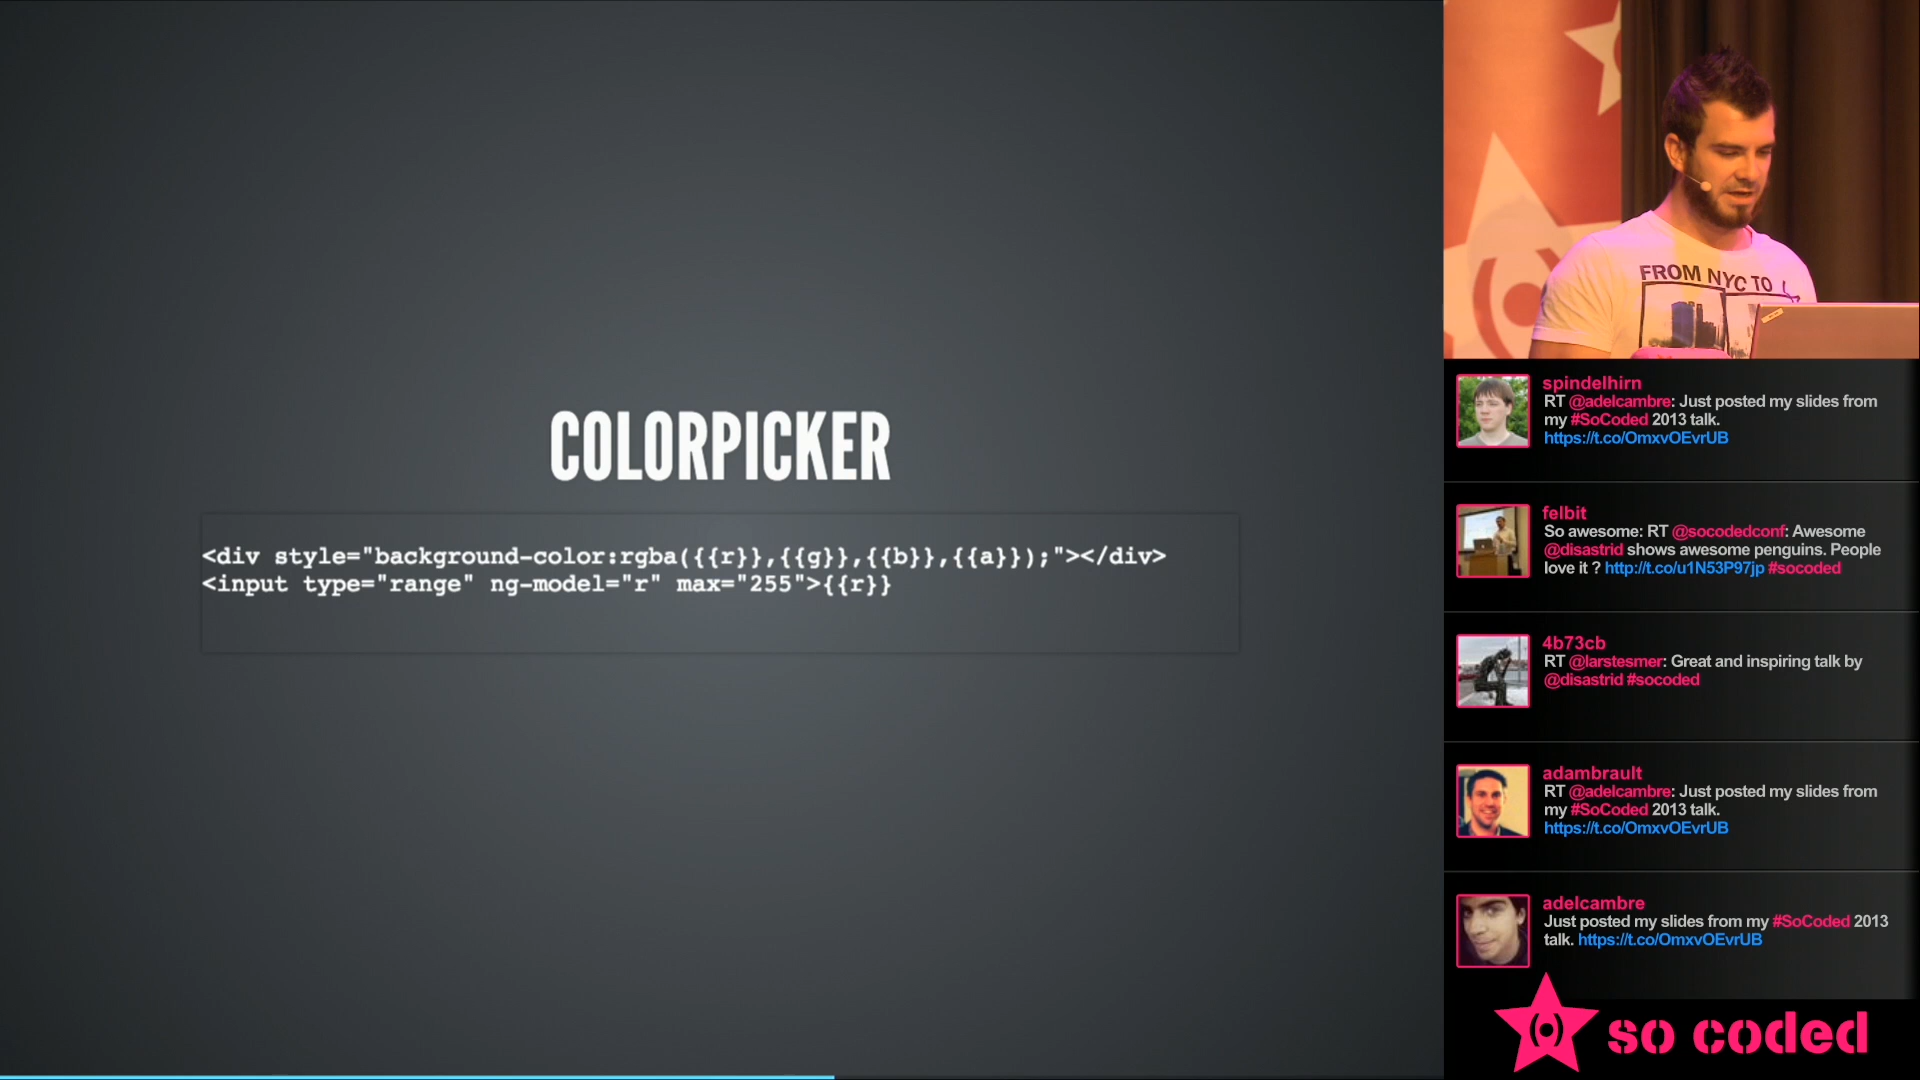 COLORPICKER
<div style="background-color:rgba({{r}},{{g}},{{b}},{{a}});"></div>
<input type="range" ng-model="r" max="255">{{r}}
FROM NYC TO
spindelhirn
RT @adelcambre: Just posted my slides from
my #SoCoded 2013 talk.
https://t.co/OmxvOEvrUB
felbit
So awesome: RT @socodedconf: Awesome
@disastrid shows awesome penguins. People
love it ? http://t.co/u1N53P97jp #socoded
4b73cb
RT @larstesmer: Great and inspiring talk by
@disastrid #socoded
adambrault
RT @adelcambre: Just posted my slides from
my #SoCoded 2013 talk.
https://t.co/OmxvOEvrUB
adelcambre
Just posted my slides from my #SoCoded 2013
talk. https://t.co/OmxvOEvrUB
so coded